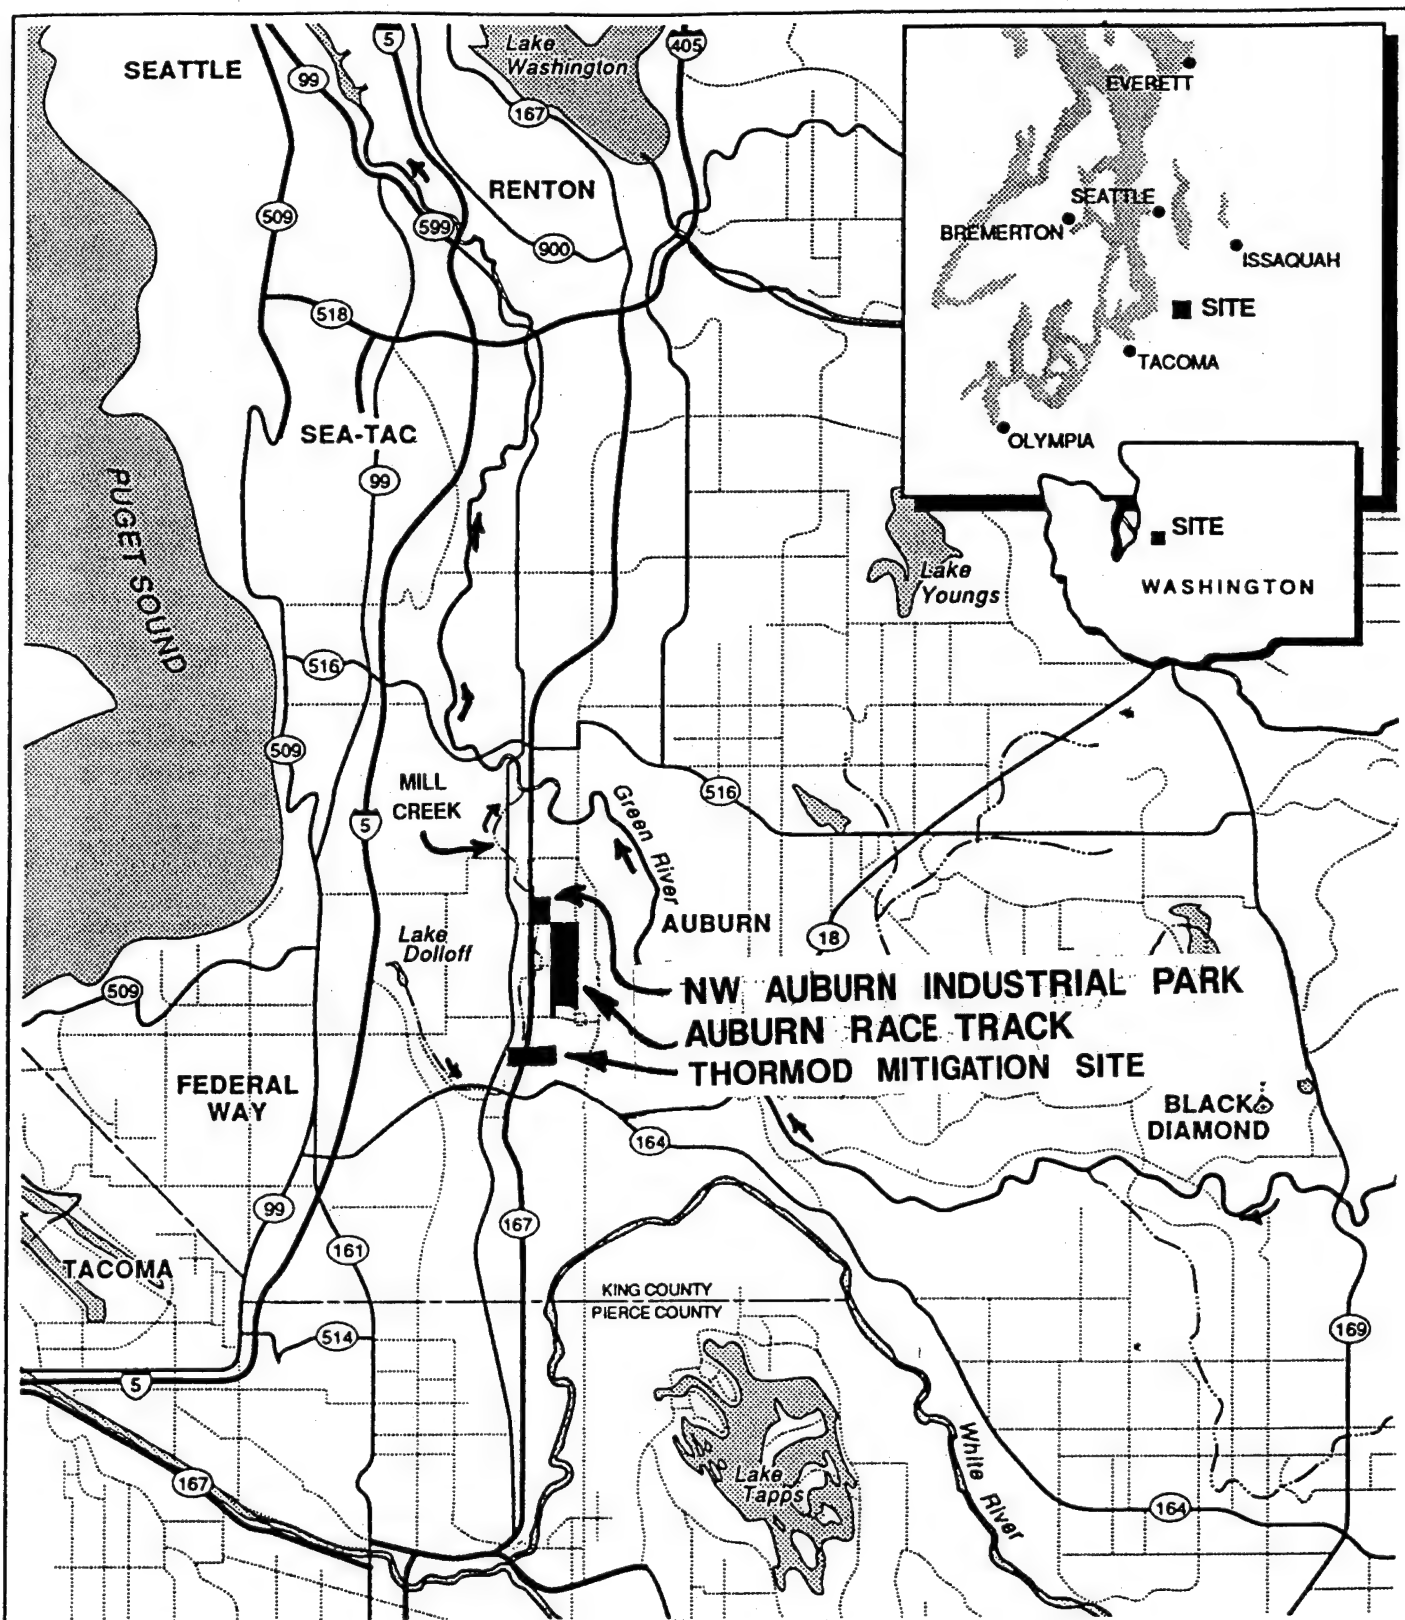 SEATTLE
99
5
Lake
Washington
405
167
RENTON
509
599
900
518
SEA-TAC
99
PUGET SOUND
EVERETT
SEATTLE
BREMERTON
ISSAQUAH
SITE
TACOMA
OLYMPIA
SITE
WASHINGTON
Lake
Youngs
516
509
MILL
CREEK
5
516
Green River
AUBURN
18
Lake
Dolloff
509
NW AUBURN INDUSTRIAL PARK
AUBURN RACE TRACK
THORMOD MITIGATION SITE
FEDERAL
WAY
BLACK
DIAMOND
164
99
167
161
TACOMA
KING COUNTY
PIERCE COUNTY
514
169
5
White River
Lake
Tapps
167
164